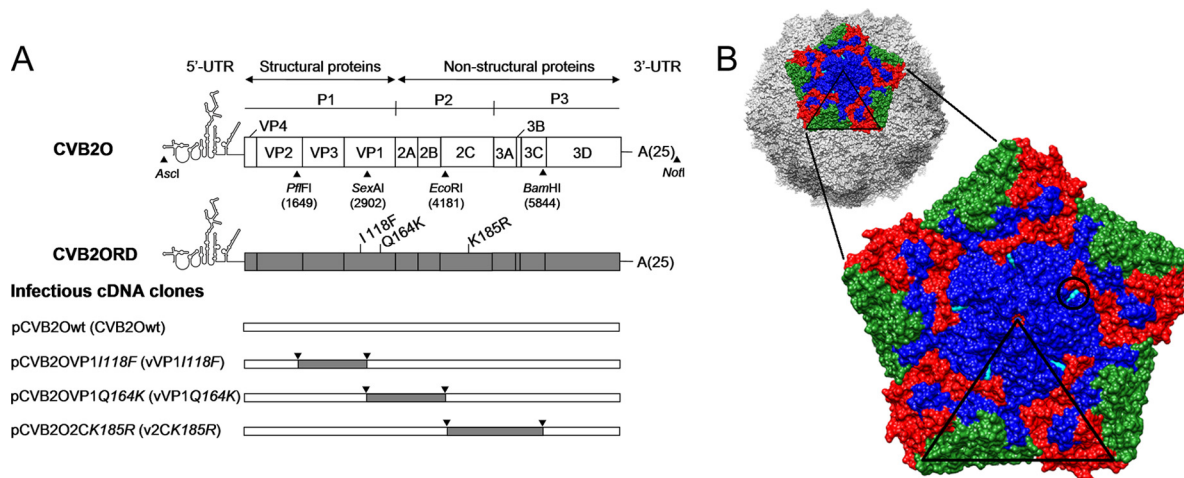 A
B
5’-UTR
Structural proteins
Non-structural proteins
3’-UTR
P1
P2
P3
VP4
3B
CVB2O
VP2
VP3
VP1
2A
2B
2C
3A
3C
3D
A(25)
AscI
PflFI
(1649)
SexAI
(2902)
EcoRI
(4181)
BamHI
(5844)
NotI
I118F
Q164K
K185R
CVB2ORD
A(25)
Infectious cDNA clones
pCVB2Owt (CVB2Owt)
pCVB2OVP1I118F (vVP1I118F)
pCVB2OVP1Q164K (vVP1Q164K)
pCVB2O2CK185R (v2CK185R)